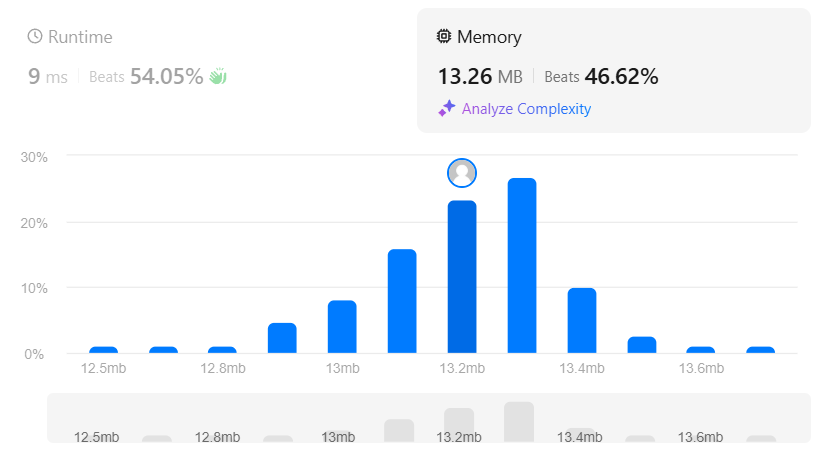 Runtime
9 ms | Beats 54.05%
Memory
13.26 MB | Beats 46.62%
Analyze Complexity
30%
20%
10%
0%
12.5mb 12.8mb 13mb 13.2mb 13.4mb 13.6mb
12.5mb 12.8mb 13mb 13.2mb 13.4mb 13.6mb